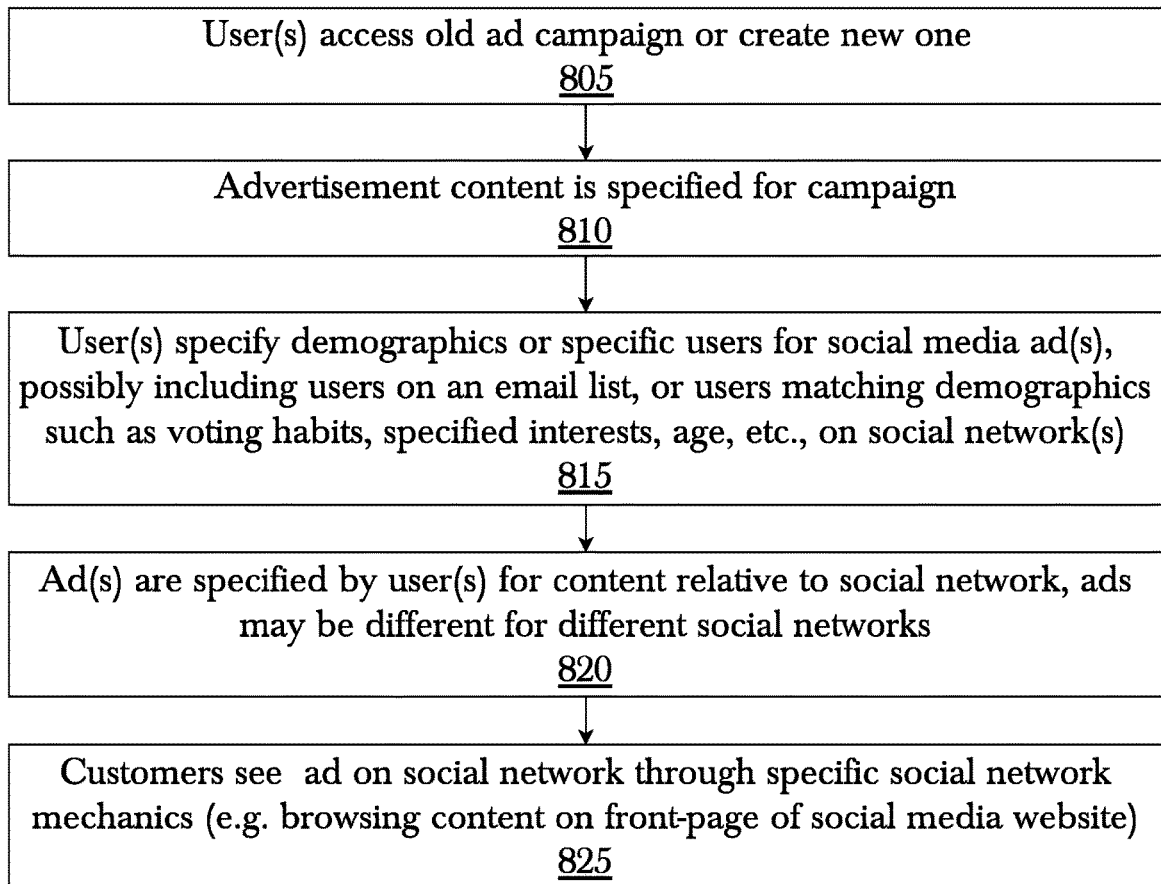 User(s) access old ad campaign or create new one
805
Advertisement content is specified for campaign
810
User(s) specify demographics or specific users for social media ad(s),
possibly including users on an email list, or users matching demographics
such as voting habits, specified interests, age, etc., on social network(s)
815
Ad(s) are specified by user(s) for content relative to social network, ads
may be different for different social networks
820
Customers see ad on social network through specific social network
mechanics (e.g. browsing content on front-page of social media website)
825